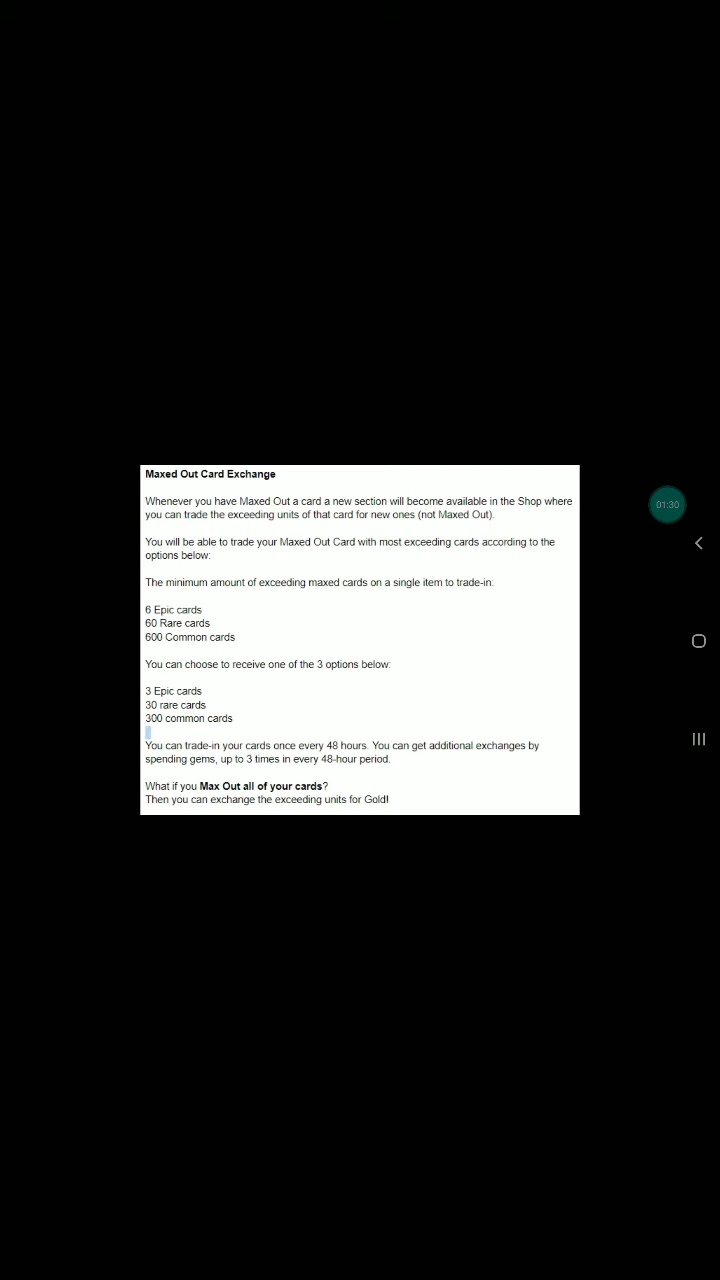 Maxed Out Card Exchange
Whenever you have Maxed Out a card a new section will become available in the Shop where
you can trade the exceeding units of that card for new ones (not Maxed Out).
You will be able to trade your Maxed Out Card with most exceeding cards according to the
options below:
The minimum amount of exceeding maxed cards on a single item to trade-in:
6 Epic cards
60 Rare cards
600 Common cards
You can choose to receive one of the 3 options below:
3 Epic cards
30 rare cards
300 common cards
You can trade-in your cards once every 48 hours. You can get additional exchanges by
spending gems, up to 3 times in every 48-hour period.
What if you Max Out all of your cards?
Then you can exchange the exceeding units for Gold!
01:30